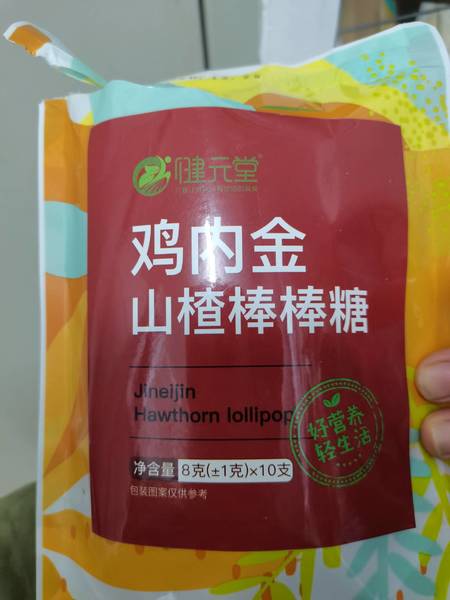 健元堂
鸡内金
山楂棒棒糖
Jineijin
Hawthorn lollipop
好营养
轻生活
净含量 8克(±1克)×10支
包装图案仅供参考